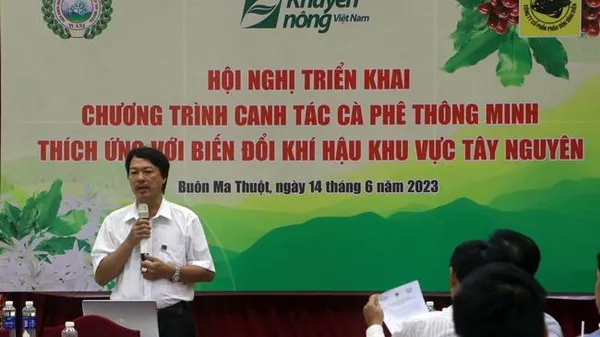 WASI
Khuyến
nông Việt Nam
HỘI NGHỊ TRIỂN KHAI
CHƯƠNG TRÌNH CANH TÁC CÀ PHÊ THÔNG MINH
THÍCH ỨNG VỚI BIẾN ĐỔI KHÍ HẬU KHU VỰC TÂY NGUYÊN
Buôn Ma Thuột, ngày 14 tháng 6 năm 2023